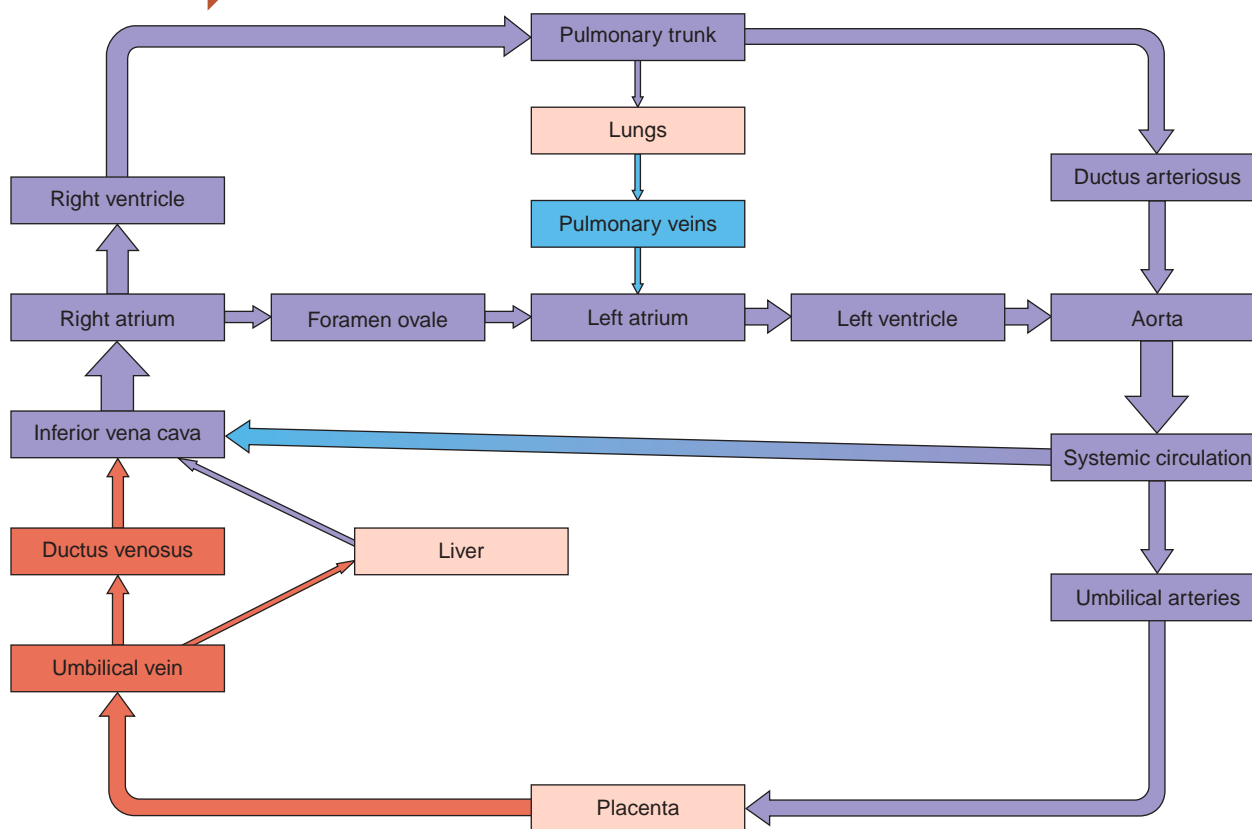 Pulmonary trunk
Lungs
Right ventricle
Ductus arteriosus
Pulmonary veins
Right atrium
Foramen ovale
Left atrium
Left ventricle
Aorta
Inferior vena cava
Systemic circulation
Ductus venosus
Liver
Umbilical arteries
Umbilical vein
Placenta